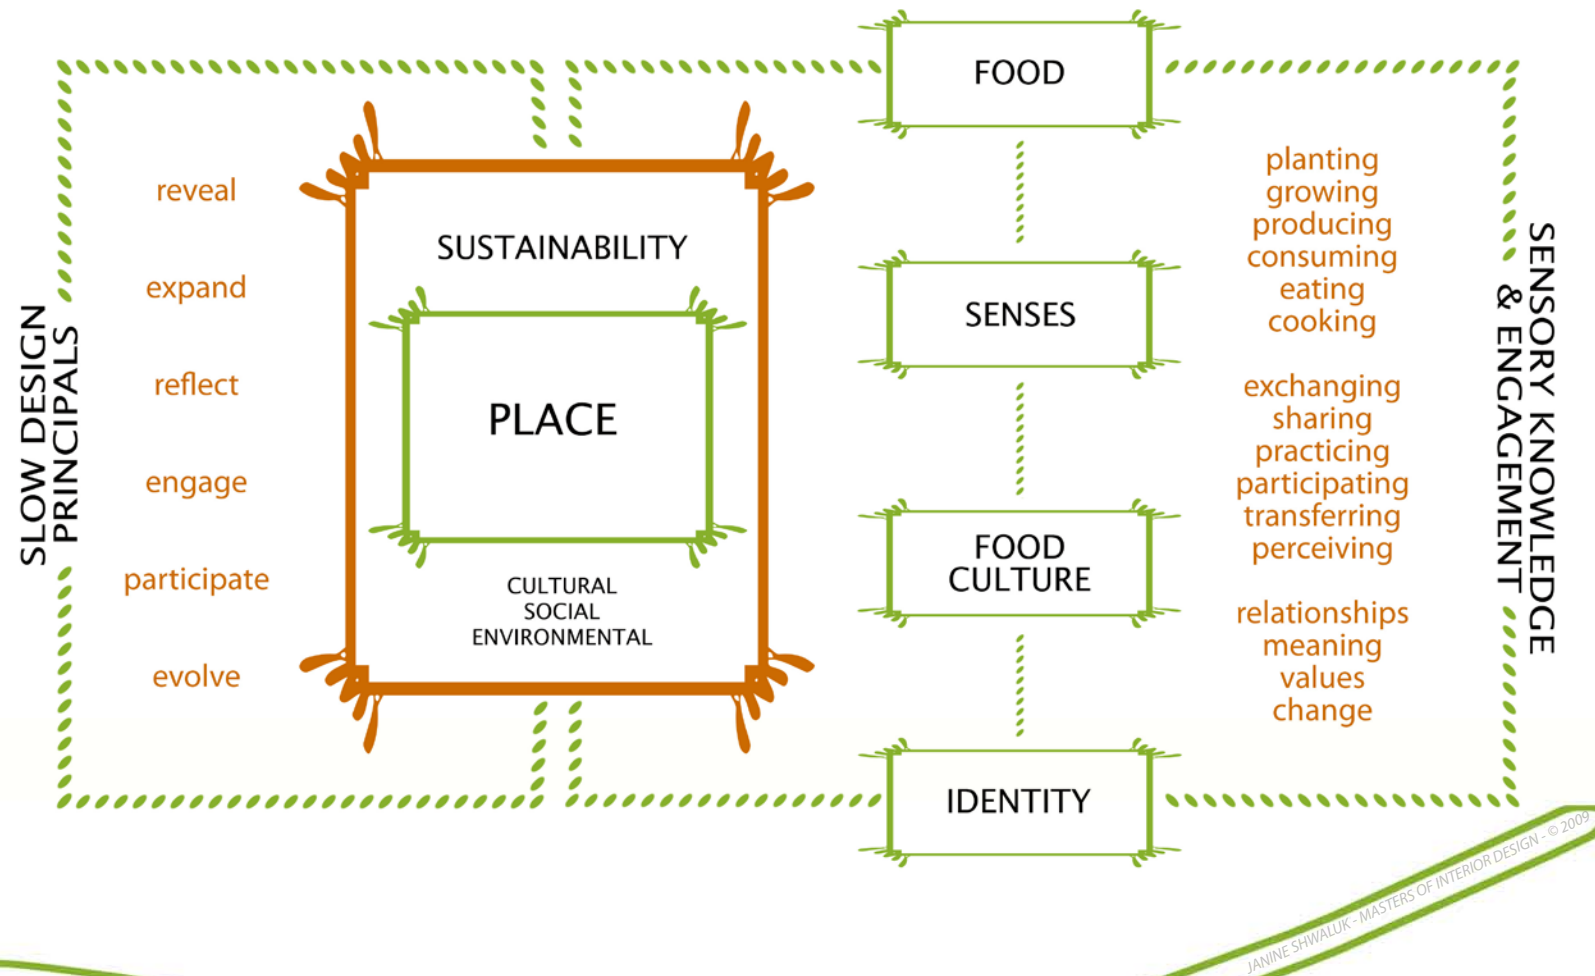 SLOW DESIGN
PRINCIPALS
reveal
expand
reflect
engage
participate
evolve
SUSTAINABILITY
PLACE
CULTURAL
SOCIAL
ENVIRONMENTAL
FOOD
SENSES
FOOD
CULTURE
IDENTITY
planting
growing
producing
consuming
eating
cooking
exchanging
sharing
practicing
participating
transferring
perceiving
relationships
meaning
values
change
SENSORY KNOWLEDGE
& ENGAGEMENT
JANINE SHWALUK - MASTERS OF INTERIOR DESIGN - © 2009